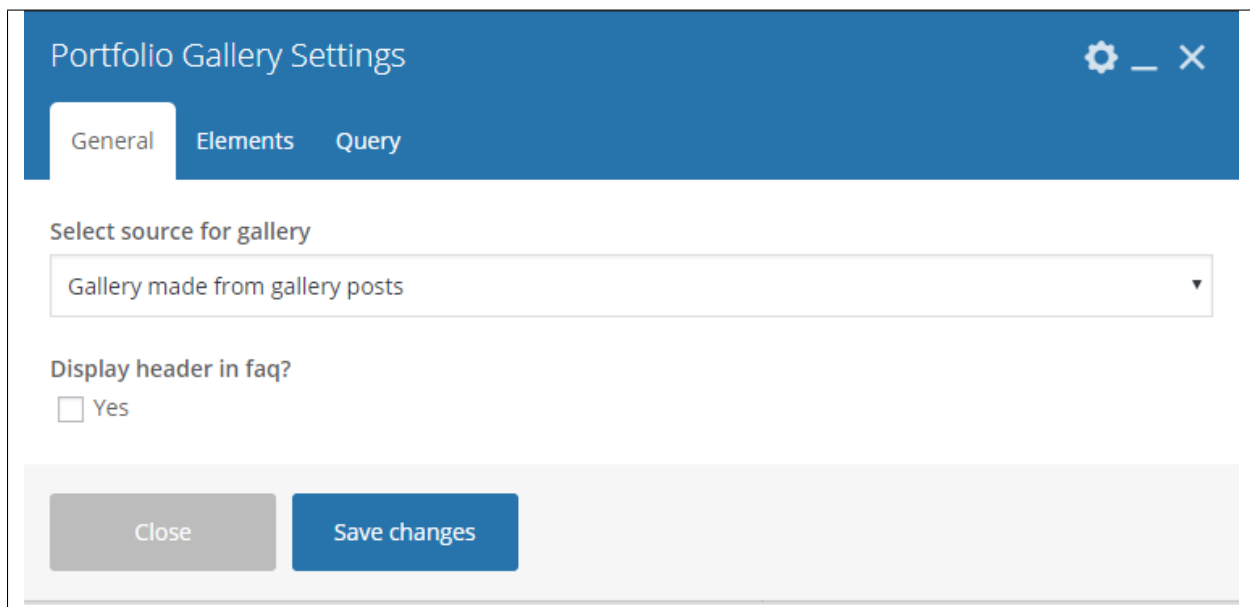 Portfolio Gallery Settings
General Elements Query
Select source for gallery
Gallery made from gallery posts
Display header in faq?
Yes
Close Save changes